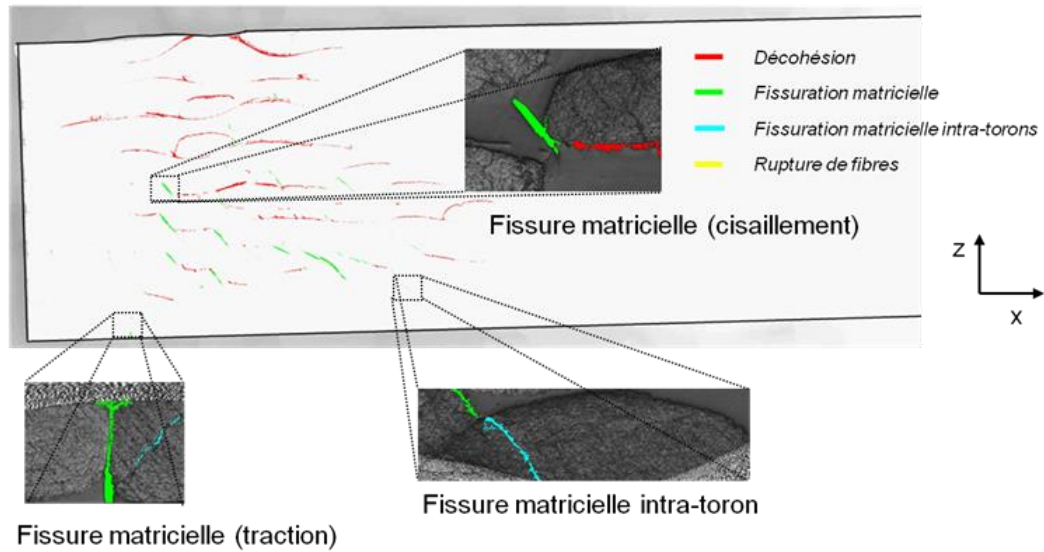 Décohésion
Fissuration matricielle
Fissuration matricielle intra-torons
Rupture de fibres
Fissure matricielle (cisaillement)
z
x
Fissure matricielle intra-toron
Fissure matricielle (traction)